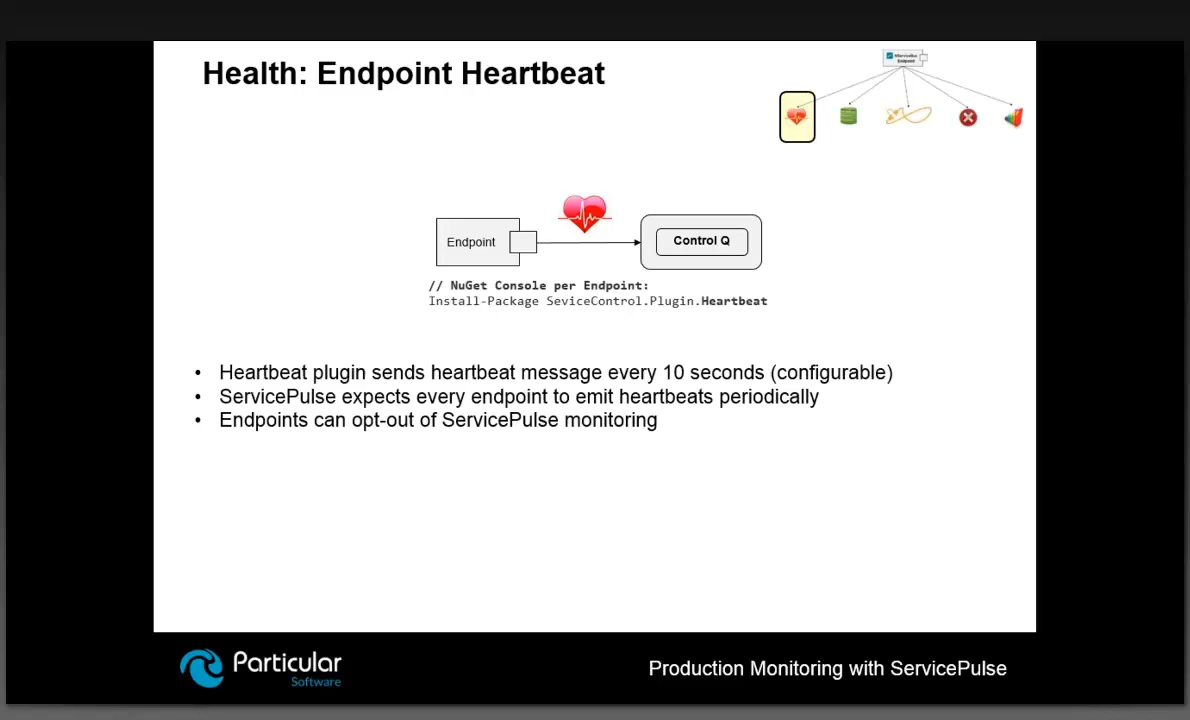 Health: Endpoint Heartbeat
Endpoint
Control Q
// NuGet Console per Endpoint:
Install-Package SeviceControl.Plugin.Heartbeat
• Heartbeat plugin sends heartbeat message every 10 seconds (configurable)
• ServicePulse expects every endpoint to emit heartbeats periodically
• Endpoints can opt-out of ServicePulse monitoring
Particular
Software
Production Monitoring with ServicePulse